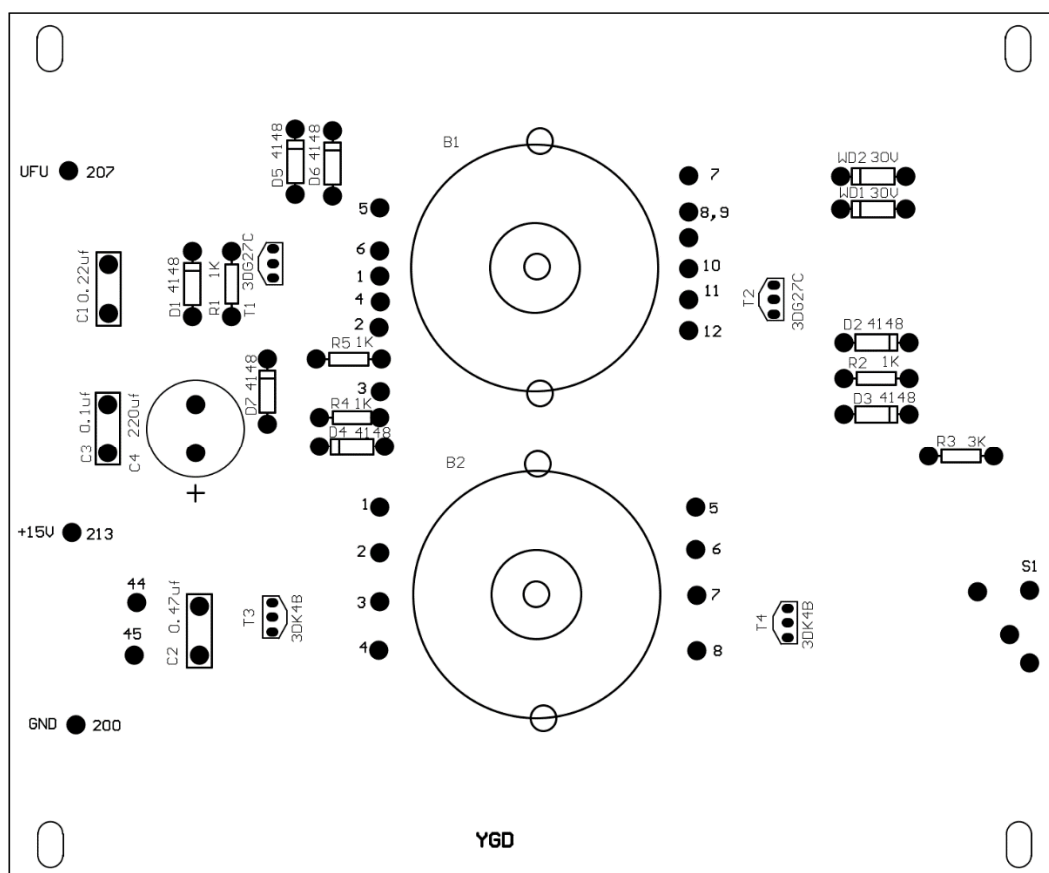 B1
D5 4148
D6 4148
UFU 207
WD2 30V
WD1 30V
7
5
8,9
6
3DG27C
T1
1K
R1
4148
D1
C1 0.22uf
1
4
2
10
11
12
T2
3DG27C
D2 4148
R2 1K
D3 4148
R5 1K
D7 4148
3
R4 1K
D4 4148
C3 0.1uf
C4 220uf
+
R3 3K
B2
1
5
+15V 213
2
6
S1
44
3
7
45
C2 0.47uf
T3
3DK4B
T4
3DK4B
4
8
GND 200
YGD